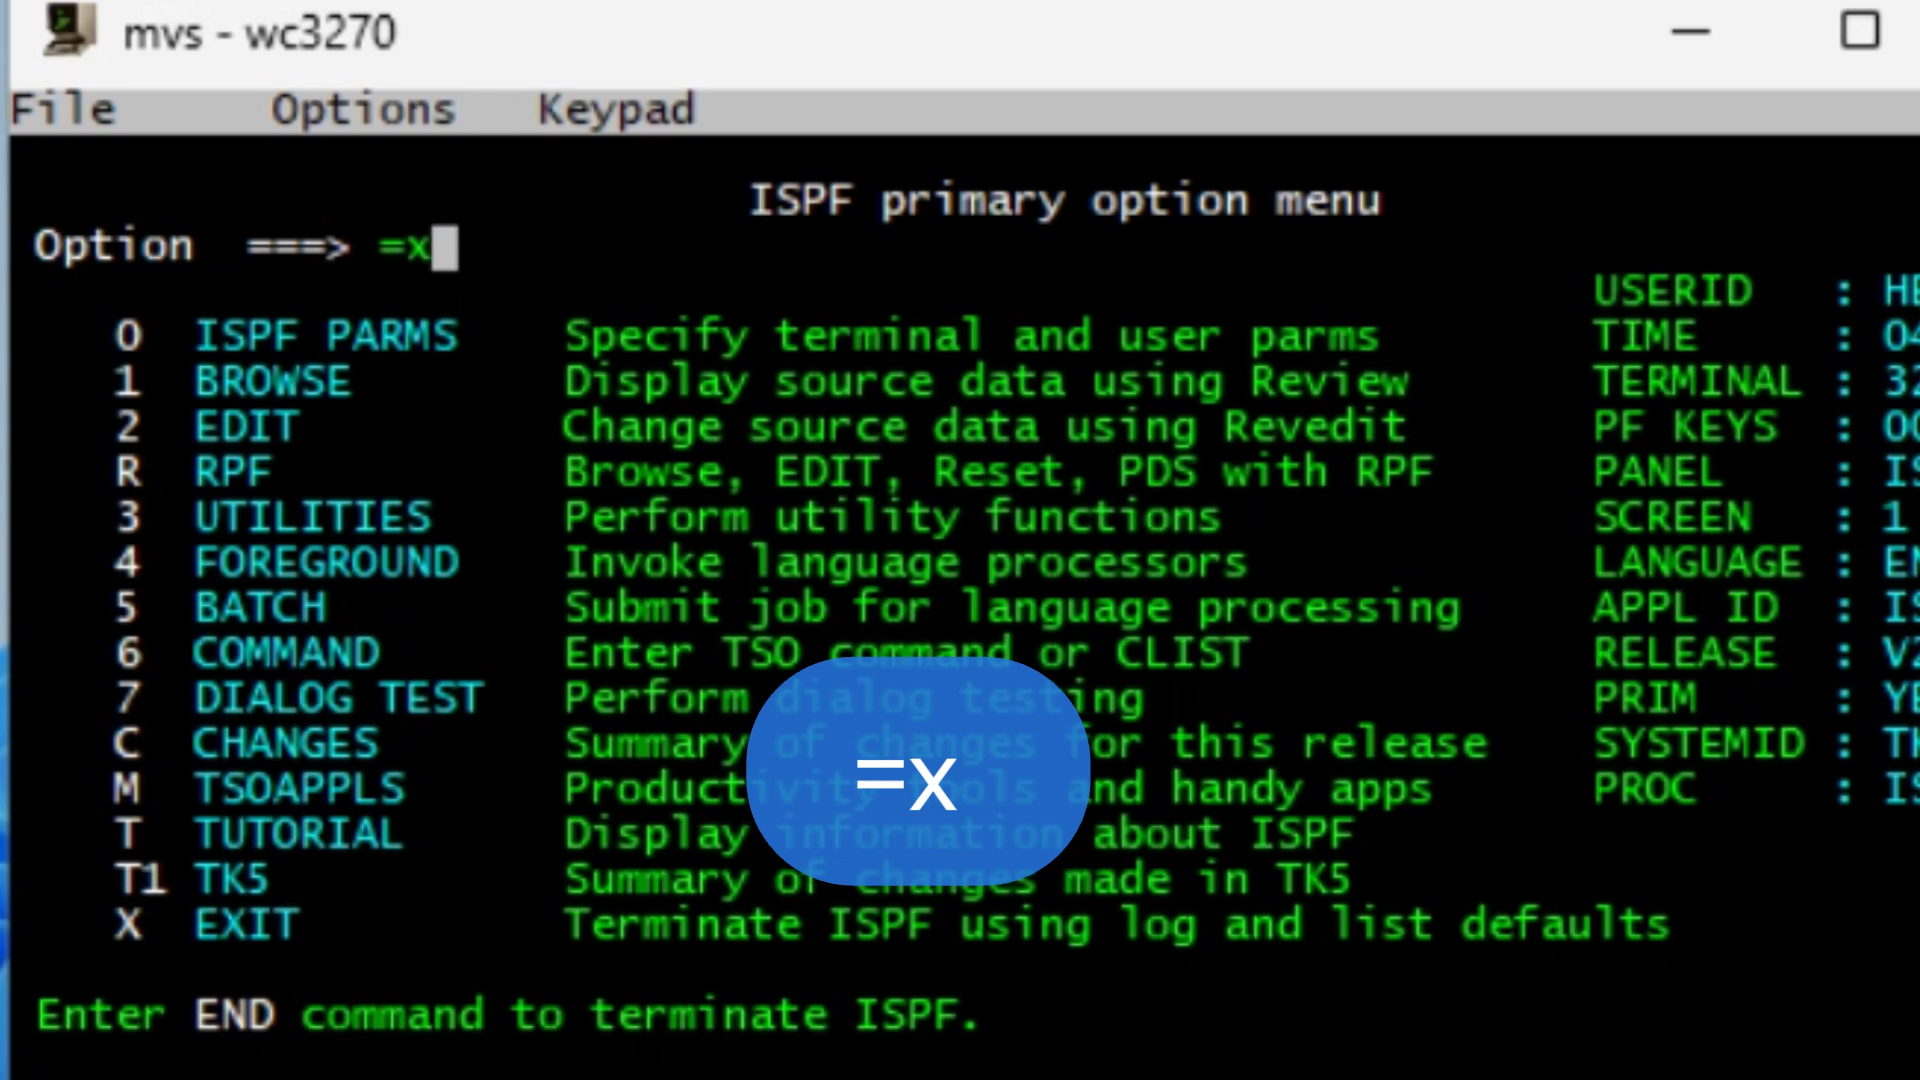 mvs - wc3270
File Options Keypad
ISPF primary option menu
Option ===> =x
USERID :
0 ISPF PARMS Specify terminal and user parms TIME :
1 BROWSE Display source data using Review TERMINAL :
2 EDIT Change source data using Revedit PF KEYS :
R RPF Browse, EDIT, Reset, PDS with RPF PANEL :
3 UTILITIES Perform utility functions SCREEN : 1
4 FOREGROUND Invoke language processors LANGUAGE :
5 BATCH Submit job for language processing APPL ID :
6 COMMAND Enter TSO command or CLIST RELEASE :
7 DIALOG TEST Perform dialog testing PRIM :
C CHANGES Summary of changes for this release SYSTEMID :
M TSOAPPLS Productivity tools and handy apps PROC :
=x
T TUTORIAL Display information about ISPF
T1 TK5 Summary of changes made in TK5
X EXIT Terminate ISPF using log and list defaults
Enter END command to terminate ISPF.